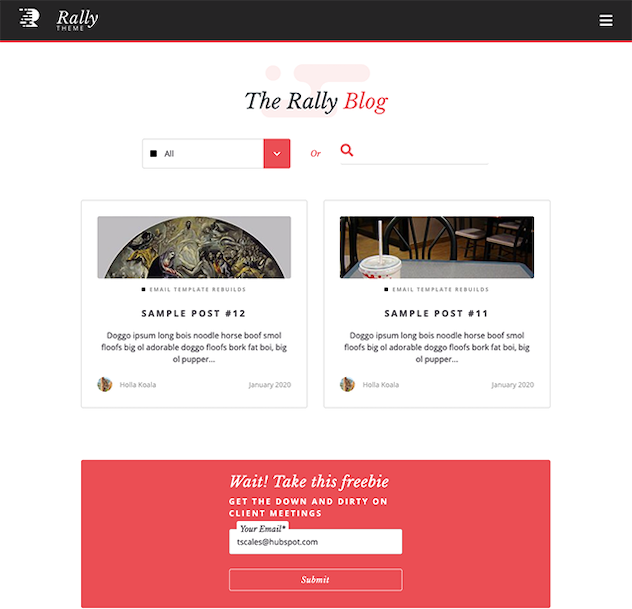 Rally
THEME
The Rally Blog
All
Or
EMAIL TEMPLATE REBUILDS
SAMPLE POST #12
Doggo ipsum long bois noodle horse boof smol
floofs big ol adorable doggo floofs bork fat boi, big
ol pupper...
Holla Koala
January 2020
EMAIL TEMPLATE REBUILDS
SAMPLE POST #11
Doggo ipsum long bois noodle horse boof smol
floofs big ol adorable doggo floofs bork fat boi, big
ol pupper...
Holla Koala
January 2020
Wait! Take this freebie
GET THE DOWN AND DIRTY ON
CLIENT MEETINGS
Your Email*
tscales@hubspot.com
Submit